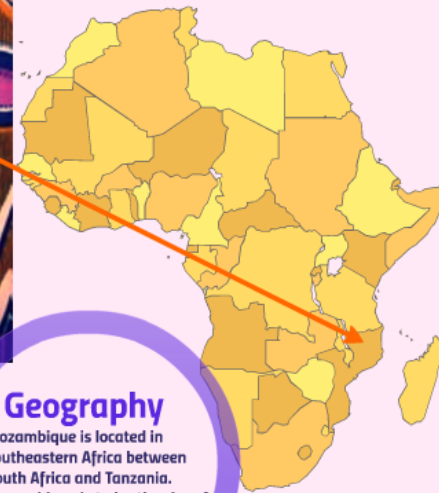 Geography
ozambique is located in
outheastern Africa between
outh Africa and Tanzania.